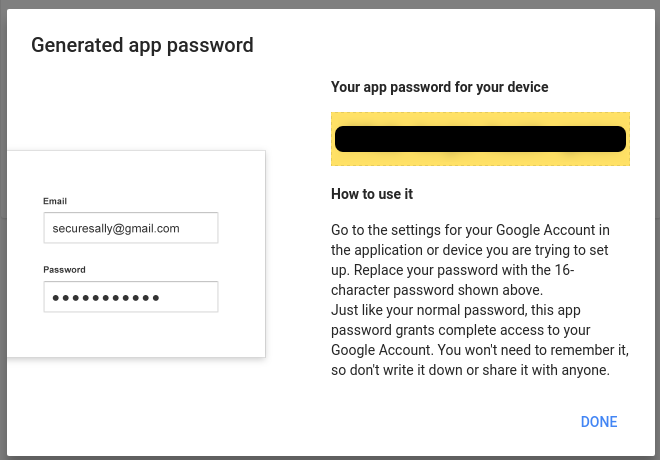 Generated app password
Your app password for your device
How to use it
Email
securesally@gmail.com
Password
Go to the settings for your Google Account in
the application or device you are trying to set
up. Replace your password with the 16-
character password shown above.
Just like your normal password, this app
password grants complete access to your
Google Account. You won't need to remember it,
so don't write it down or share it with anyone.
DONE